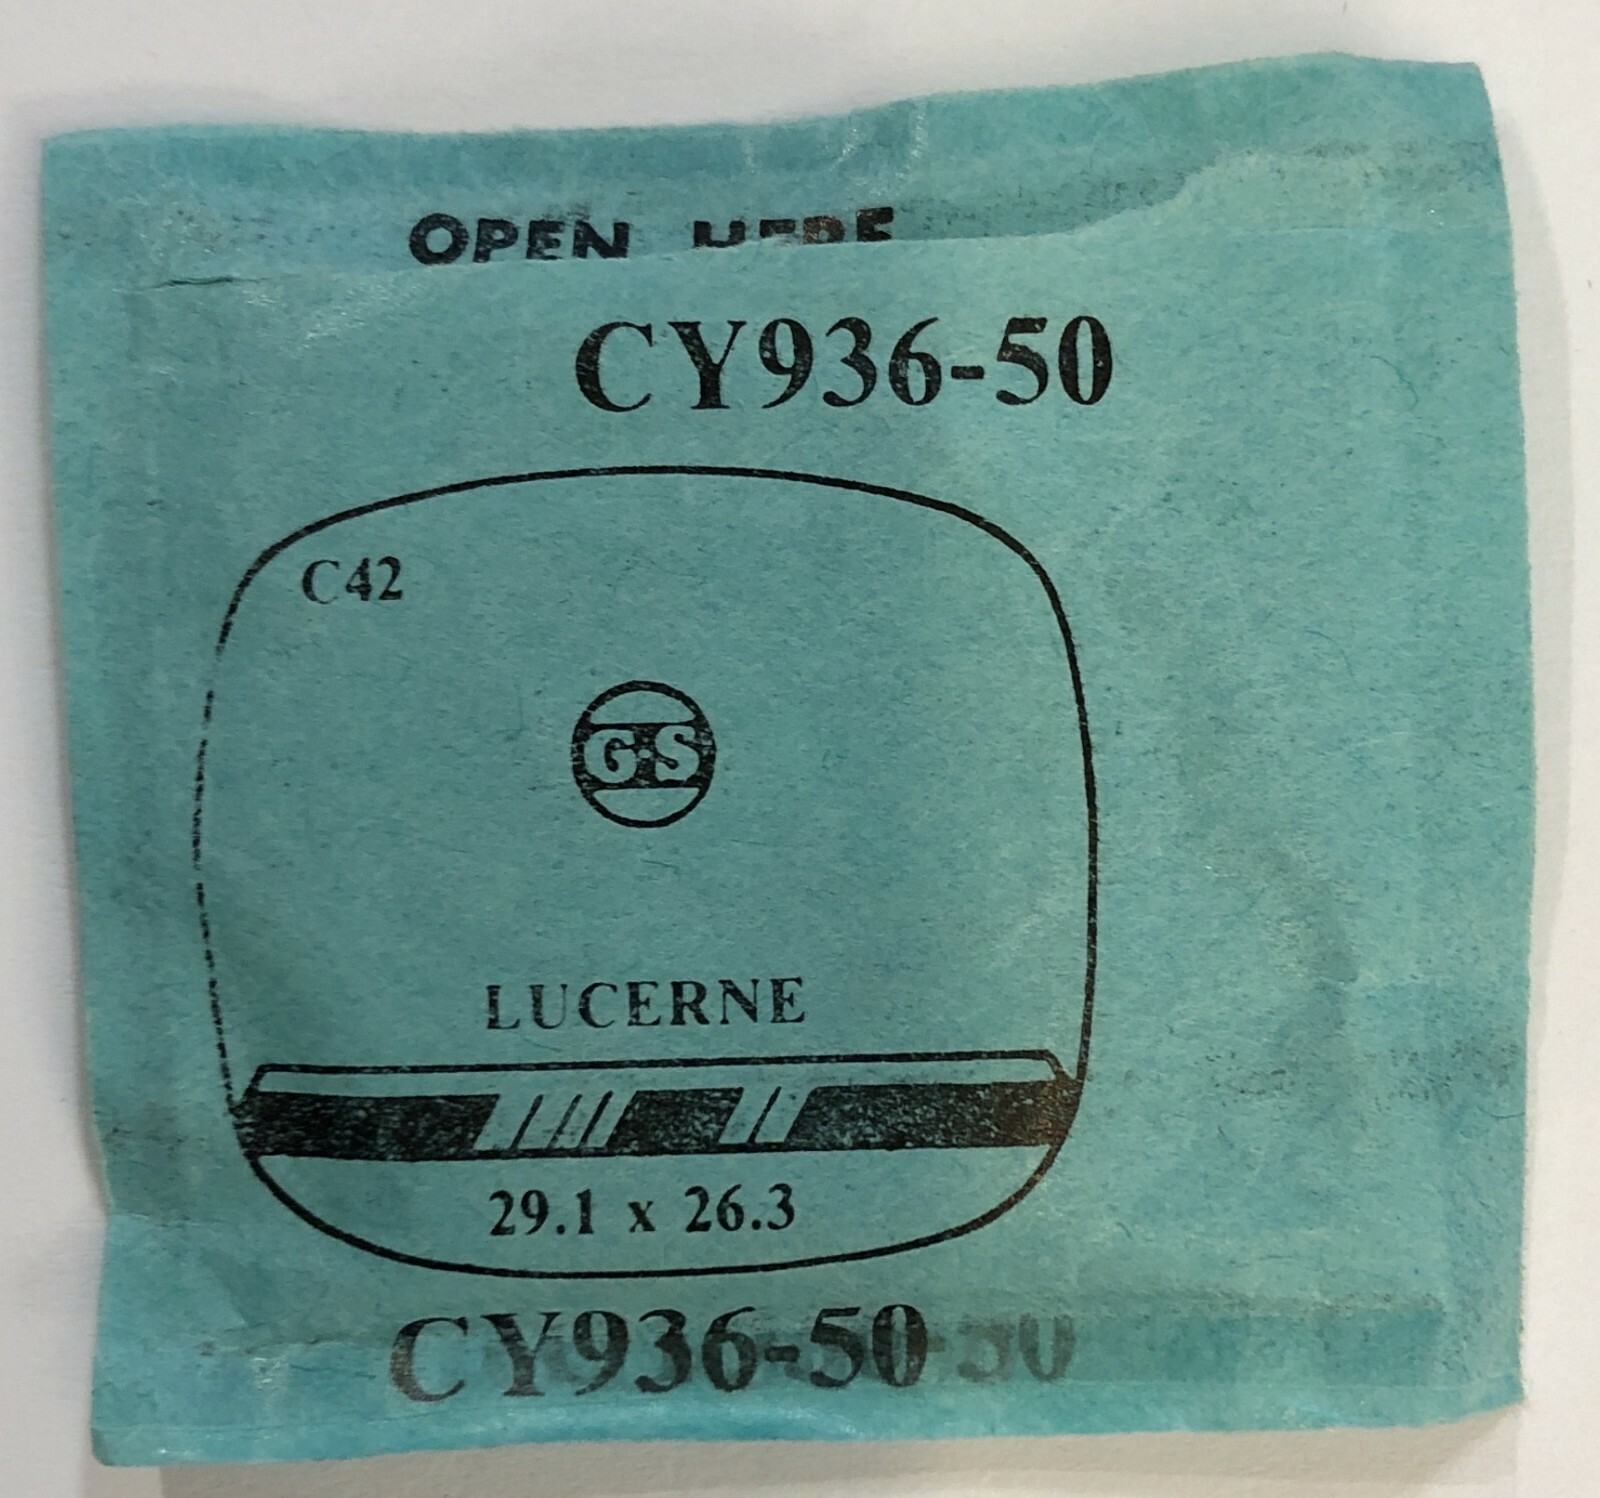 OPEN HERE
CY936-50
C42
G·S
LUCERNE
29.1 x 26.3
CY936-50